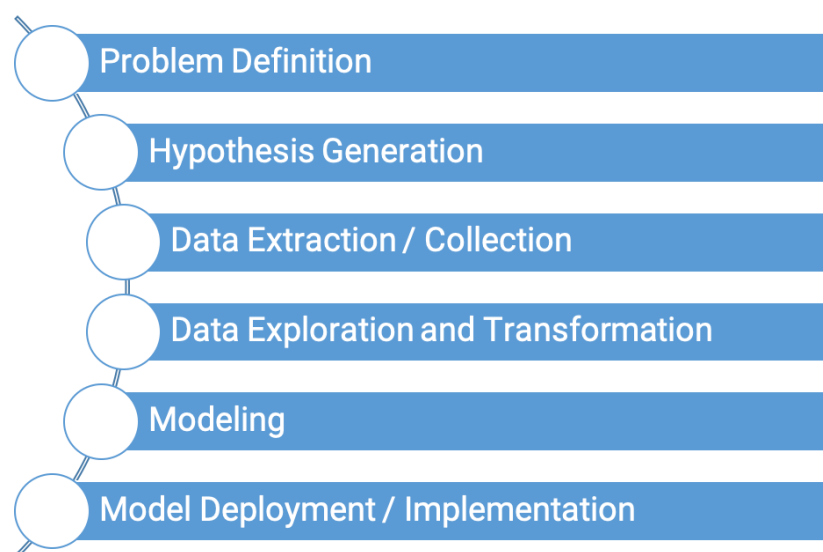 Problem Definition
Hypothesis Generation
Data Extraction / Collection
Data Exploration and Transformation
Modeling
Model Deployment / Implementation